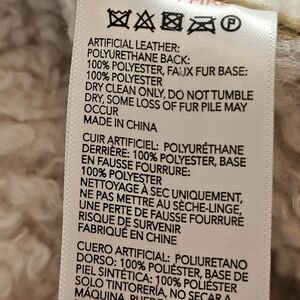 ARTIFICIAL LEATHER:
POLYURETHANE BACK:
100% POLYESTER, FAUX FUR BASE:
100% POLYESTER
DRY CLEAN ONLY, DO NOT TUMBLE
DRY, SOME LOSS OF FUR PILE MAY
OCCUR
MADE IN CHINA
CUIR ARTIFICIEL: POLYURÉTHANE
DERRIÈRE: 100% POLYESTER, BASE
EN FAUSSE FOURRURE:
100% POLYESTER
NETTOYAGE À SEC UNIQUEMENT,
NE PAS METTRE AU SÈCHE-LINGE,
UNE PERTE DE FAUSSE FOURRURE
RISQUE DE SURVENIR
FABRIQUÉ EN CHINE
CUERO ARTIFICIAL: POLIURETANO
DORSO: 100% POLIÉSTER, BASE DE
PIEL SINTÉTICA: 100% POLIÉSTER
SOLO TINTORERÍA, NO SECAR A